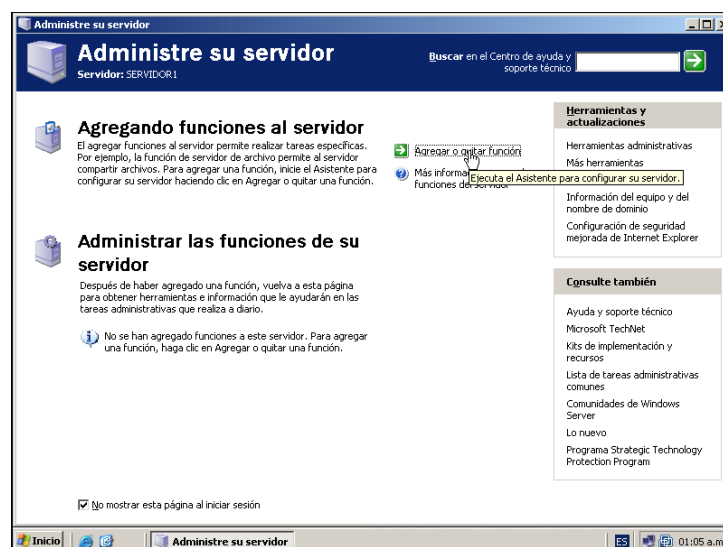 Administre su servidor
Administre su servidor
Servidor: SERVIDOR1
Buscar en el Centro de ayuda y
soporte técnico
Agregando funciones al servidor
El agregar funciones al servidor permite realizar tareas específicas.
Por ejemplo, la función de servidor de archivo permite al servidor
compartir archivos. Para agregar una función, inicie el Asistente para
configurar su servidor haciendo clic en Agregar o quitar una función.
Agregar o quitar función
Más
funciones del servidor
Ejecuta el Asistente para configurar su servidor.
Administrar las funciones de su
servidor
Después de haber agregado una función, vuelva a esta página
para obtener herramientas e información que le ayudarán en las
tareas administrativas que realiza a diario.
No se han agregado funciones a este servidor. Para agregar
una función, haga clic en Agregar o quitar una función.
Herramientas y
actualizaciones
Herramientas administrativas
Más herramientas
Información del equipo y del
nombre de dominio
Configuración de seguridad
mejorada de Internet Explorer
Consulte también
Ayuda y soporte técnico
Microsoft TechNet
Kits de implementación y
recursos
Lista de tareas administrativas
comunes
Comunidades de Windows
Server
Lo nuevo
Programa Strategic Technology
Protection Program
No mostrar esta página al iniciar sesión
Inicio
Administre su servidor
ES
01:05 a.m